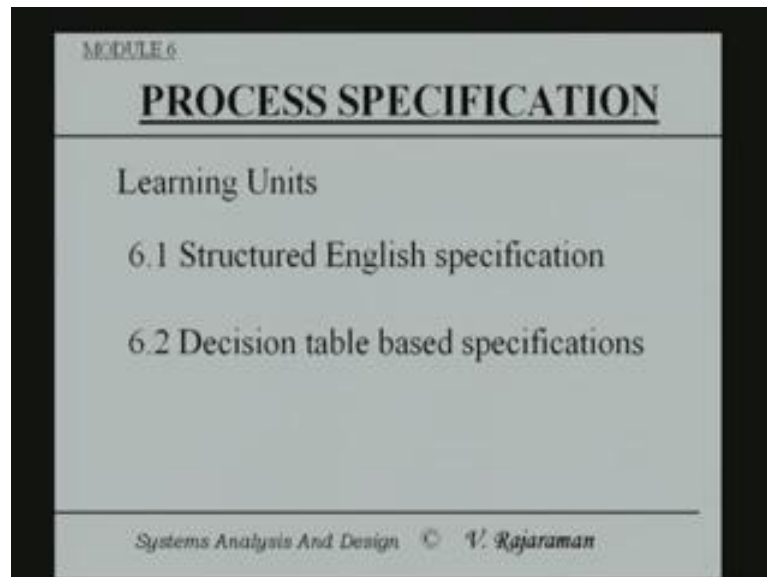 MODULE 6
PROCESS SPECIFICATION
Learning Units
6.1 Structured English specification
6.2 Decision table based specifications
Systems Analysis And Design © V. Rajaraman